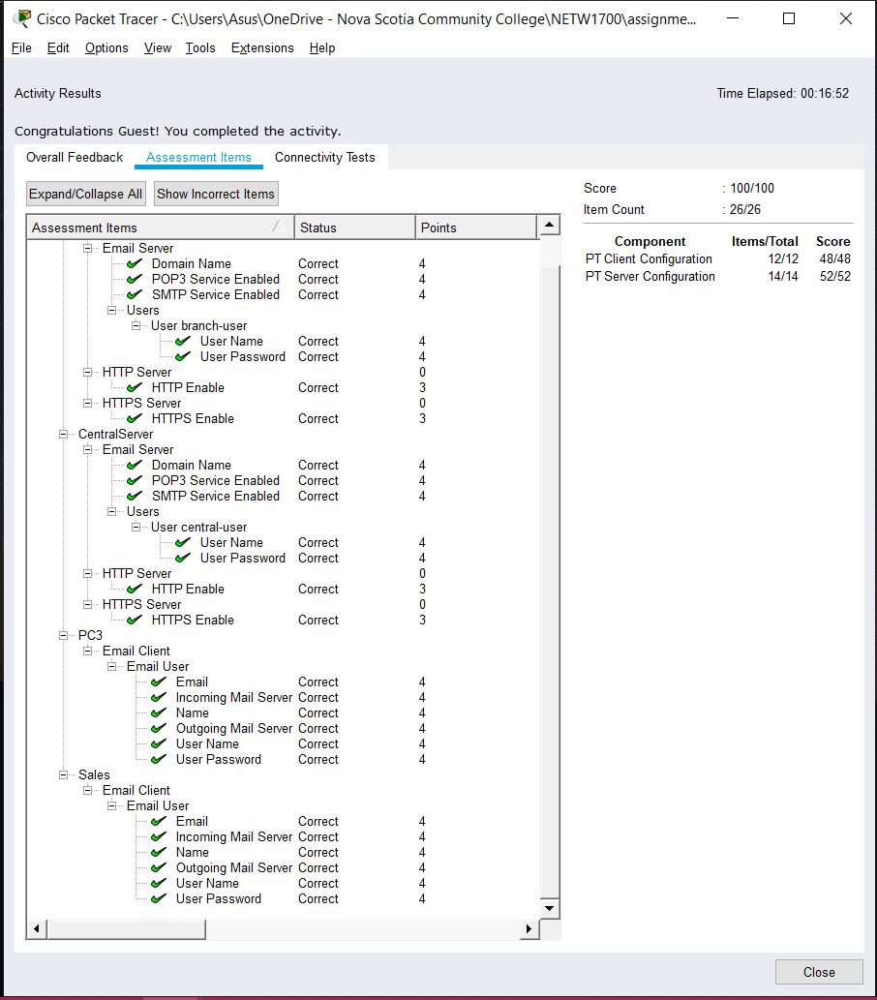 Cisco Packet Tracer - C:\Users\Asus\OneDrive - Nova Scotia Community College\NETW1700\assignme...
File Edit Options View Tools Extensions Help
Activity Results
Time Elapsed: 00:16:52
Congratulations Guest! You completed the activity.
Overall Feedback Assessment Items Connectivity Tests
Expand/Collapse All Show Incorrect Items
Assessment Items Status Points
Email Server
Domain Name Correct 4
POP3 Service Enabled Correct 4
SMTP Service Enabled Correct 4
Users
User branch-user
User Name Correct 4
User Password Correct 4
HTTP Server 0
HTTP Enable Correct 3
HTTPS Server 0
HTTPS Enable Correct 3
CentralServer
Email Server
Domain Name Correct 4
POP3 Service Enabled Correct 4
SMTP Service Enabled Correct 4
Users
User central-user
User Name Correct 4
User Password Correct 4
HTTP Server 0
HTTP Enable Correct 3
HTTPS Server 0
HTTPS Enable Correct 3
PC3
Email Client
Email User
Email Correct 4
Incoming Mail Server Correct 4
Name Correct 4
Outgoing Mail Server Correct 4
User Name Correct 4
User Password Correct 4
Sales
Email Client
Email User
Email Correct 4
Incoming Mail Server Correct 4
Name Correct 4
Outgoing Mail Server Correct 4
User Name Correct 4
User Password Correct 4
Score : 100/100
Item Count : 26/26
Component Items/Total Score
PT Client Configuration 12/12 48/48
PT Server Configuration 14/14 52/52
Close